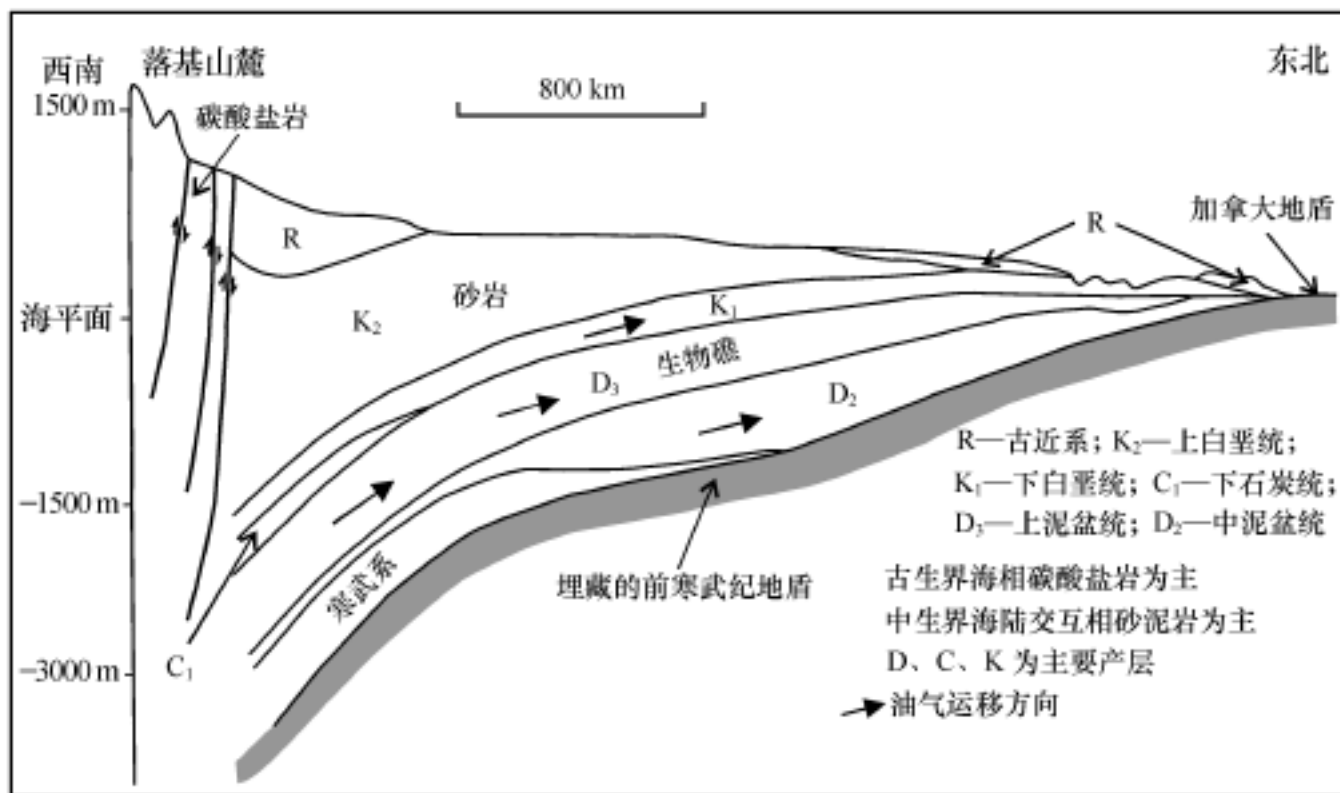 西南
落基山麓
东北
1500 m
800 km
碳酸盐岩
加拿大地盾
R
R
砂岩
K₂
K₁
海平面
生物礁
D₃
D₂
R—古近系；K₂—上白垩统；
K₁—下白垩统；C₁—下石炭统；
D₃—上泥盆统；D₂—中泥盆统
−1500 m
寒武系
埋藏的前寒武纪地盾
古生界海相碳酸盐岩为主
中生界海陆交互相砂泥岩为主
D、C、K 为主要产层
−3000 m
C₁
油气运移方向